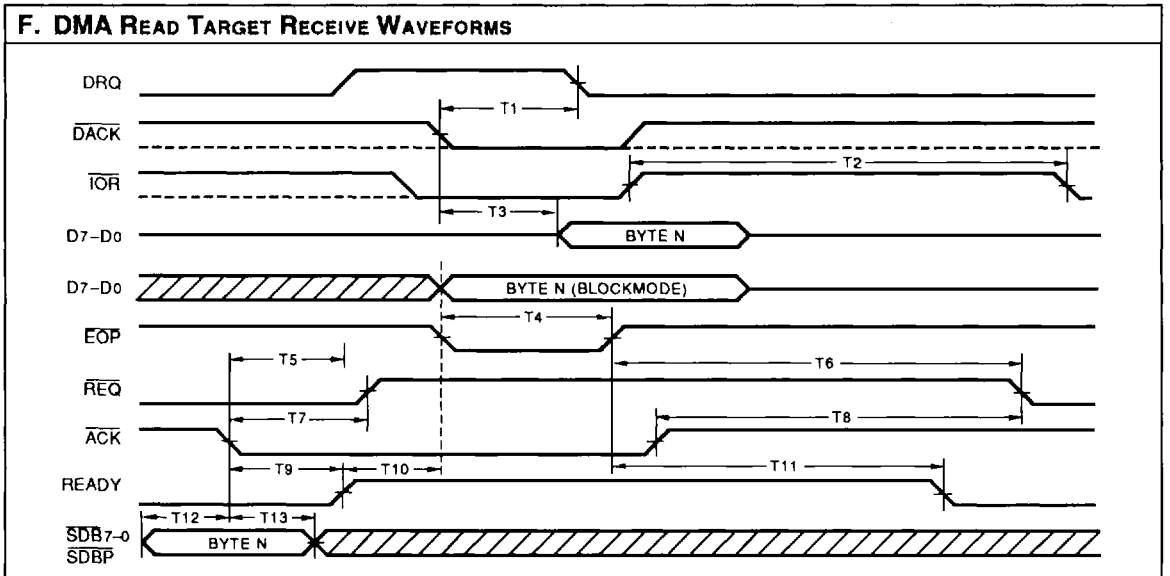 F. DMA READ TARGET RECEIVE WAVEFORMS
DRQ
T1
DACK
T2
IOR
T3
D7–D0
BYTE N
D7–D0
BYTE N (BLOCKMODE)
T4
EOP
T5
T6
REQ
T7
T8
ACK
T9
T10
T11
READY
T12
T13
SDB7–0
BYTE N
SDBP